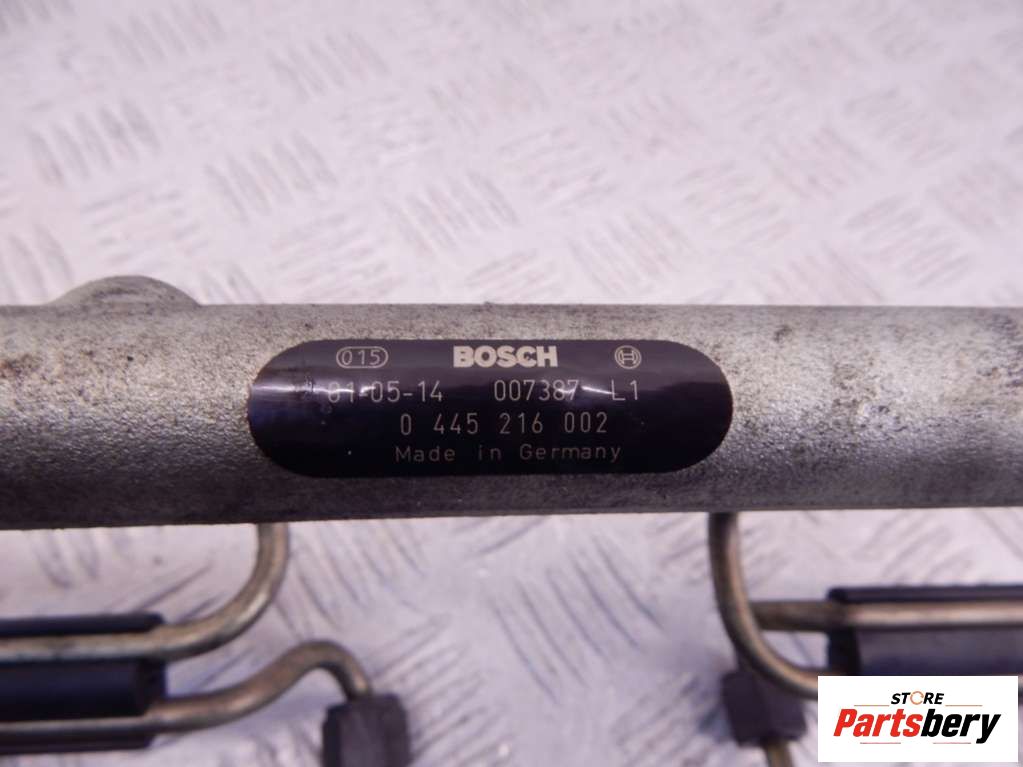 015 BOSCH
01-05-14 007387 L1
0 445 216 002
Made in Germany
STORE
Partsbery